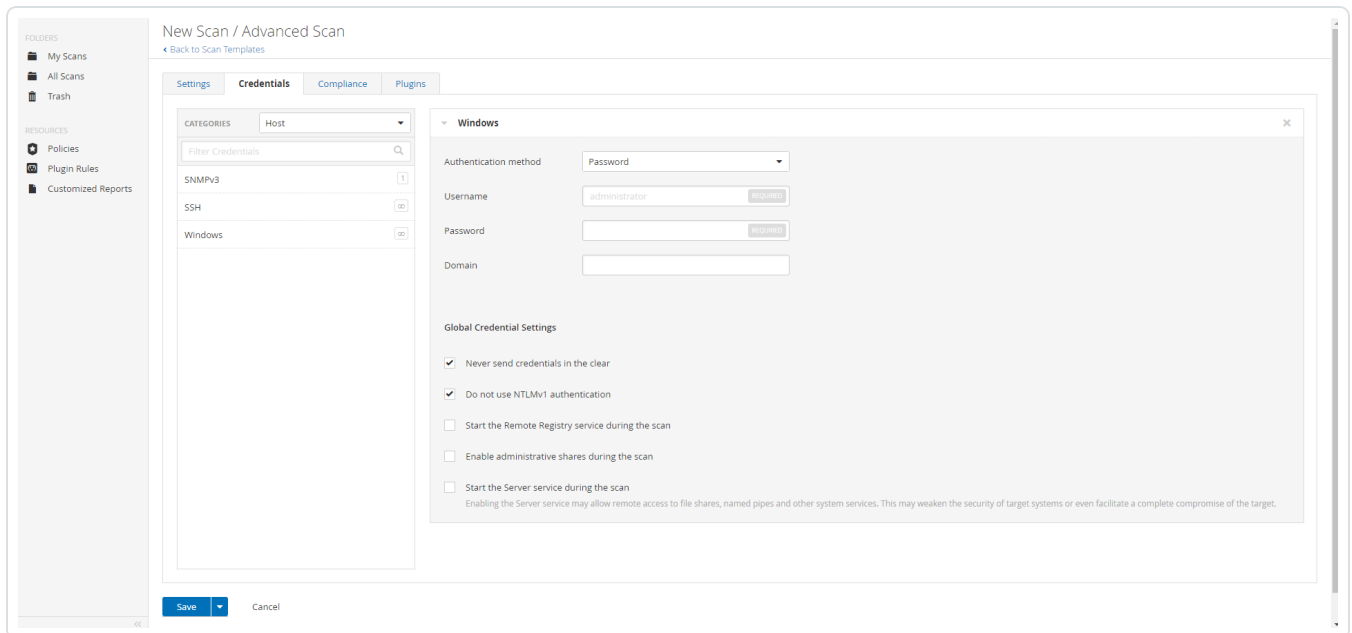 New Scan / Advanced Scan
Back to Scan Templates
FOLDERS
My Scans
All Scans
Trash
RESOURCES
Policies
Plugin Rules
Customized Reports
Settings
Credentials
Compliance
Plugins
CATEGORIES
Host
Filter Credentials
SNMPv3
1
SSH
∞
Windows
∞
Windows
Authentication method
Password
Username
administrator
REQUIRED
Password
REQUIRED
Domain
Global Credential Settings
Never send credentials in the clear
Do not use NTLMv1 authentication
Start the Remote Registry service during the scan
Enable administrative shares during the scan
Start the Server service during the scan
Enabling the Server service may allow remote access to file shares, named pipes and other system services. This may weaken the security of target systems or even facilitate a complete compromise of the target.
Save
Cancel